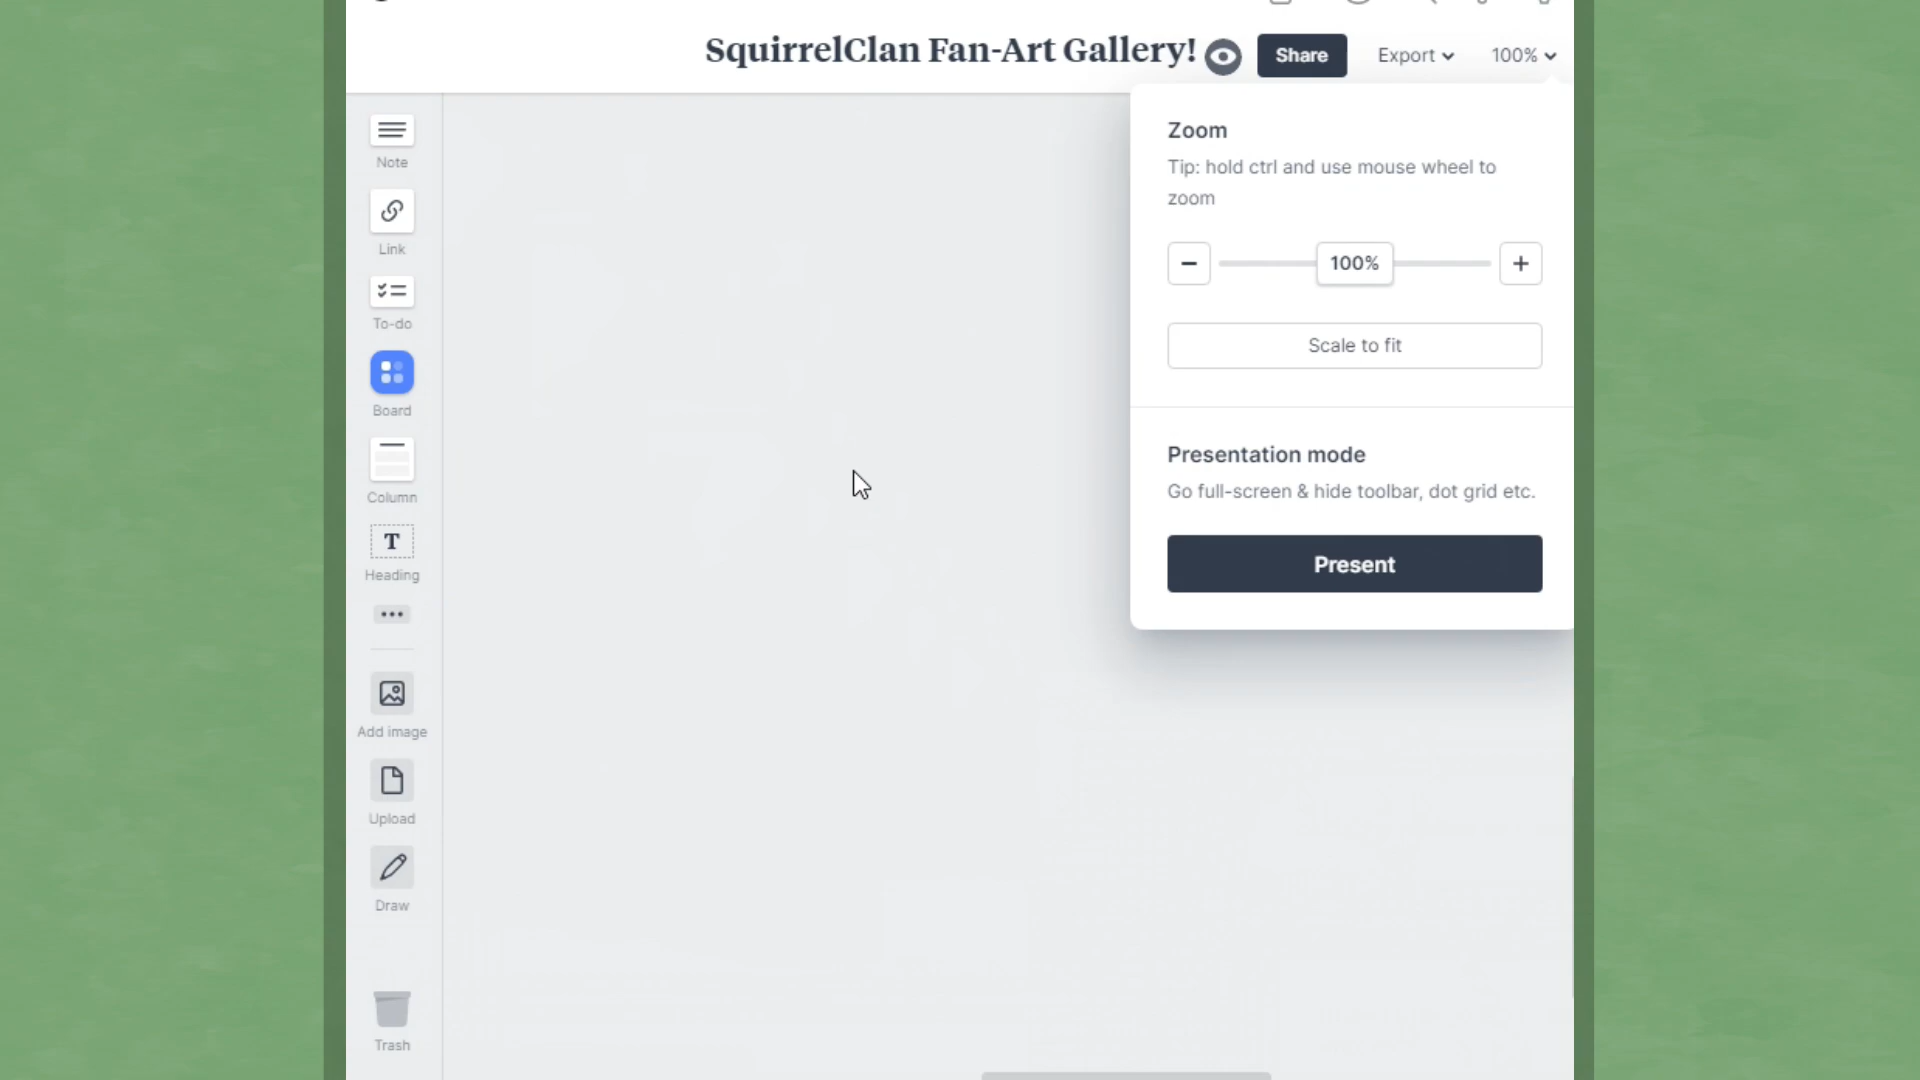 SquirrelClan Fan-Art Gallery!
Share
Export
100%
Note
Link
To-do
Board
Column
T
Heading
Add image
Upload
Draw
Trash
Zoom
Tip: hold ctrl and use mouse wheel to
zoom
100%
Scale to fit
Presentation mode
Go full-screen & hide toolbar, dot grid etc.
Present